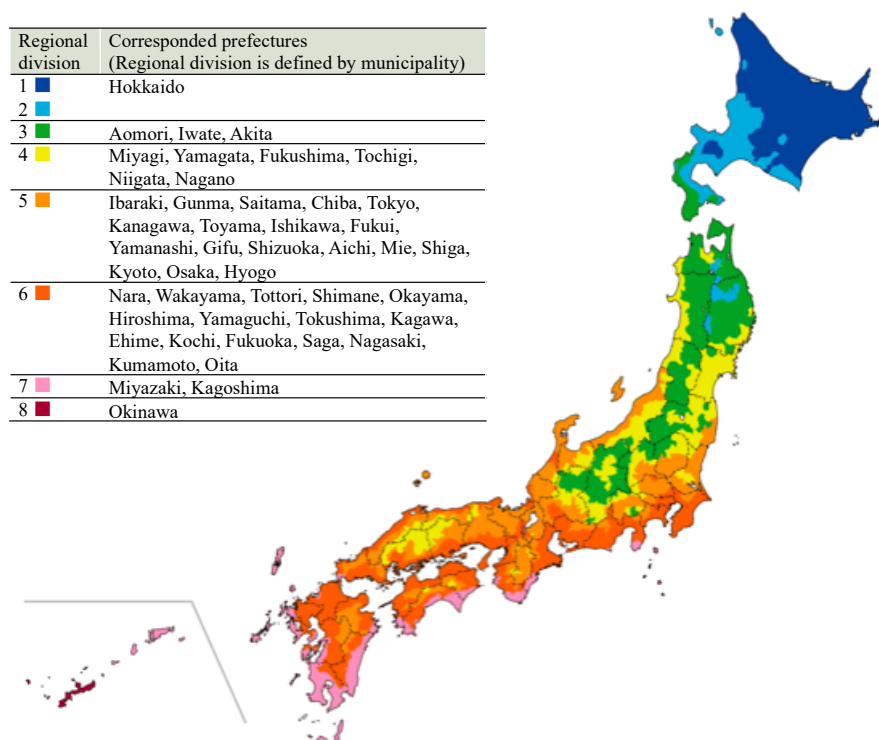 Regional division Corresponded prefectures
(Regional division is defined by municipality)
1 Hokkaido
2
3 Aomori, Iwate, Akita
4 Miyagi, Yamagata, Fukushima, Tochigi,
Niigata, Nagano
5 Ibaraki, Gunma, Saitama, Chiba, Tokyo,
Kanagawa, Toyama, Ishikawa, Fukui,
Yamanashi, Gifu, Shizuoka, Aichi, Mie, Shiga,
Kyoto, Osaka, Hyogo
6 Nara, Wakayama, Tottori, Shimane, Okayama,
Hiroshima, Yamaguchi, Tokushima, Kagawa,
Ehime, Kochi, Fukuoka, Saga, Nagasaki,
Kumamoto, Oita
7 Miyazaki, Kagoshima
8 Okinawa